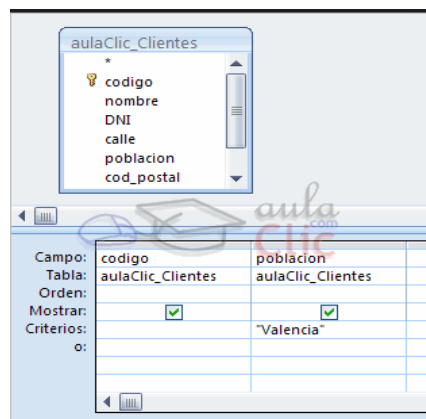 aulaClic_Clientes
*
codigo
nombre
DNI
calle
poblacion
cod_postal
aula
.com
Clic
Campo: codigo poblacion
Tabla: aulaClic_Clientes aulaClic_Clientes
Orden:
Mostrar:
Criterios: "Valencia"
o: